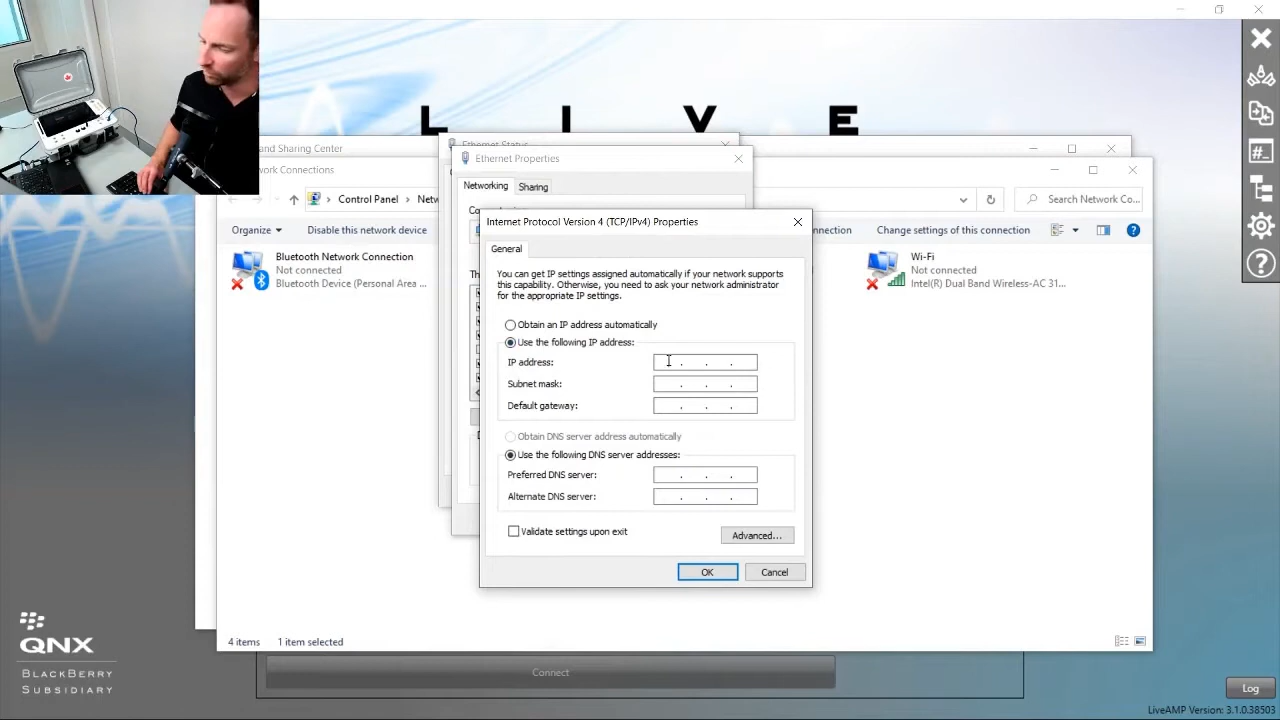 L I V E
Ethernet Status
and Sharing Center
Ethernet Properties
work Connections
Networking
Sharing
Control Panel
Netw
Search Network Co...
Internet Protocol Version 4 (TCP/IPv4) Properties
Organize
Disable this network device
Change settings of this connection
General
Bluetooth Network Connection
Not connected
Bluetooth Device (Personal Area ...
Wi-Fi
Not connected
Intel(R) Dual Band Wireless-AC 31...
You can get IP settings assigned automatically if your network supports
this capability. Otherwise, you need to ask your network administrator
for the appropriate IP settings.
Obtain an IP address automatically
Use the following IP address:
IP address:
Subnet mask:
Default gateway:
Obtain DNS server address automatically
Use the following DNS server addresses:
Preferred DNS server:
Alternate DNS server:
Validate settings upon exit
Advanced...
OK
Cancel
4 items
1 item selected
QNX
BlackBerry
Subsidiary
Connect
Log
LiveAMP Version: 3.1.0.38503